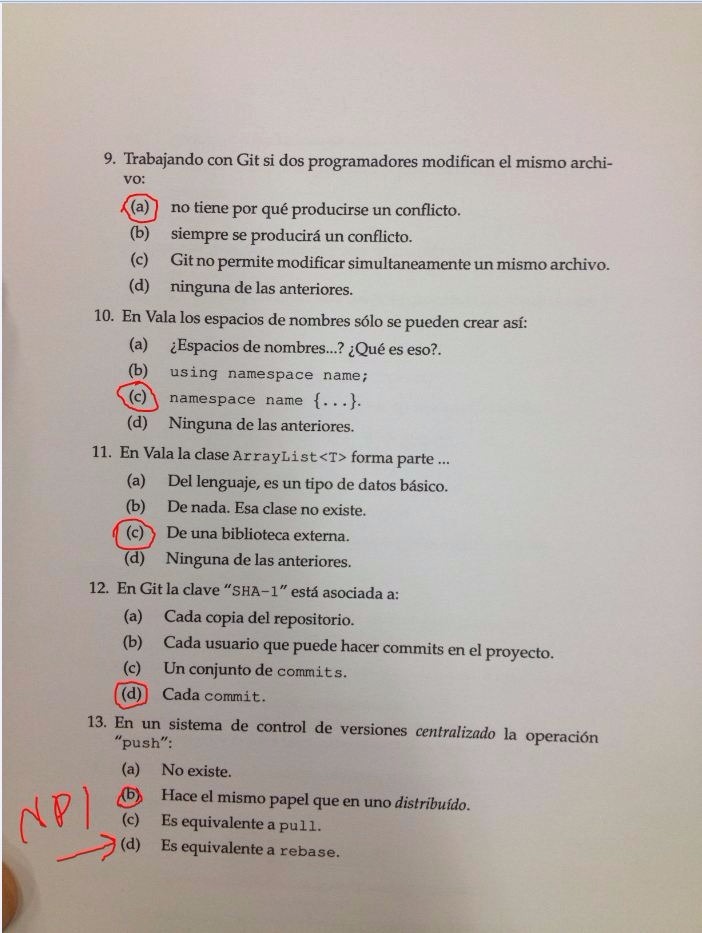 9. Trabajando con Git si dos programadores modifican el mismo archi-
vo:
(a) no tiene por qué producirse un conflicto.
(b) siempre se producirá un conflicto.
(c) Git no permite modificar simultaneamente un mismo archivo.
(d) ninguna de las anteriores.
10. En Vala los espacios de nombres sólo se pueden crear así:
(a) ¿Espacios de nombres...? ¿Qué es eso?.
(b) using namespace name;
(c) namespace name {...}.
(d) Ninguna de las anteriores.
11. En Vala la clase ArrayList<T> forma parte ...
(a) Del lenguaje, es un tipo de datos básico.
(b) De nada. Esa clase no existe.
(c) De una biblioteca externa.
(d) Ninguna de las anteriores.
12. En Git la clave "SHA-1" está asociada a:
(a) Cada copia del repositorio.
(b) Cada usuario que puede hacer commits en el proyecto.
(c) Un conjunto de commits.
(d) Cada commit.
13. En un sistema de control de versiones centralizado la operación
"push":
(a) No existe.
(b) Hace el mismo papel que en uno distribuído.
(c) Es equivalente a pull.
(d) Es equivalente a rebase.
NPI